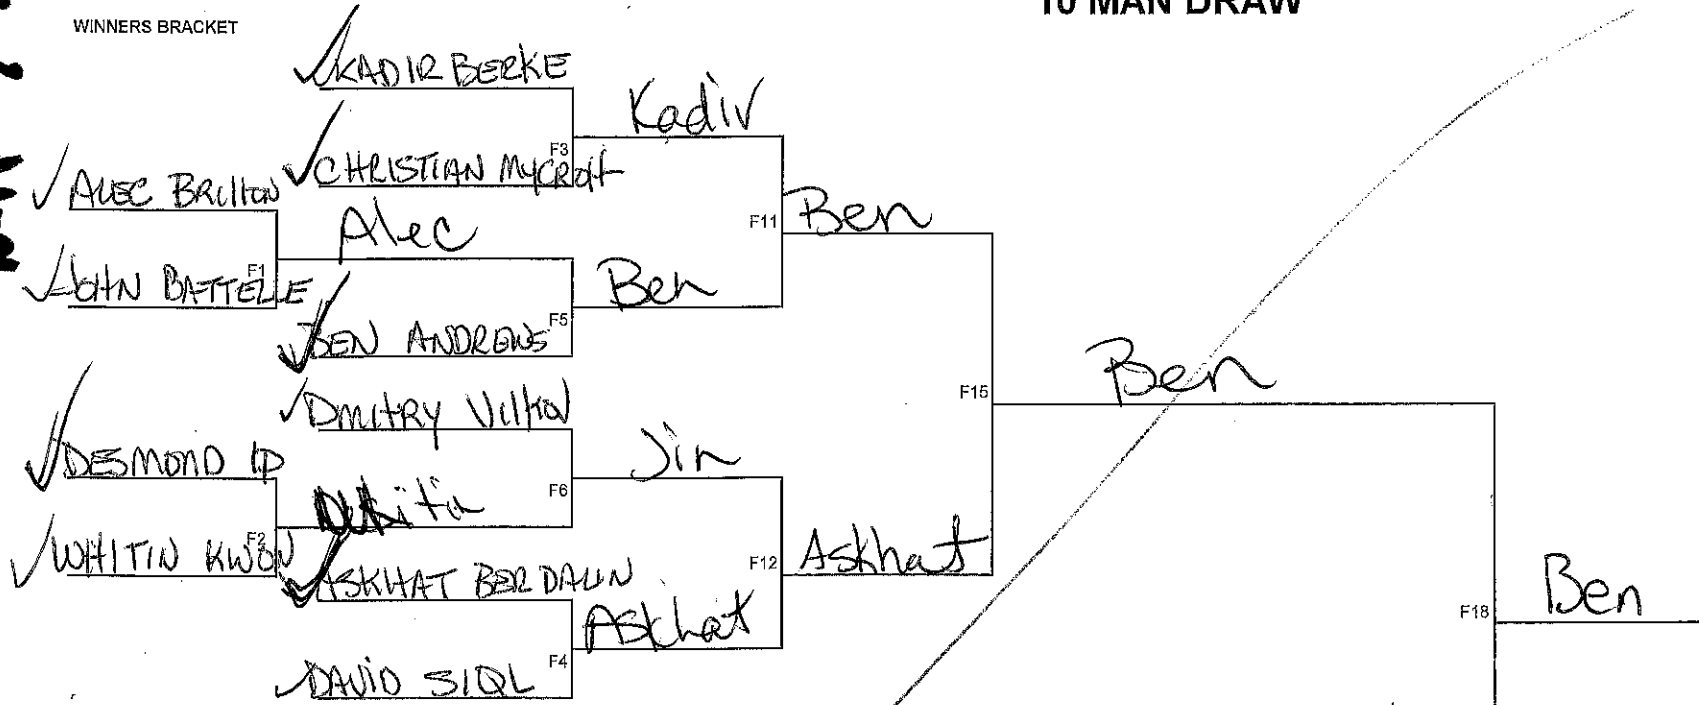 10 MAN DRAW
WINNERS BRACKET
KADIR BERKE
Kadir
F3
CHRISTIAN MYCROft
ALEC BRIllON
Alec
F11
Ben
F1
JOHN BATTELLE
Ben
F5
BEN ANDREWS
F15
Ben
DMITRY VIlKOV
DESMOND IP
Jin
F6
F2
WHITIN KWON
F12
Askhat
ASKHAT BERDALIN
F18
Ben
Askhat
F4
DAVID SIQL